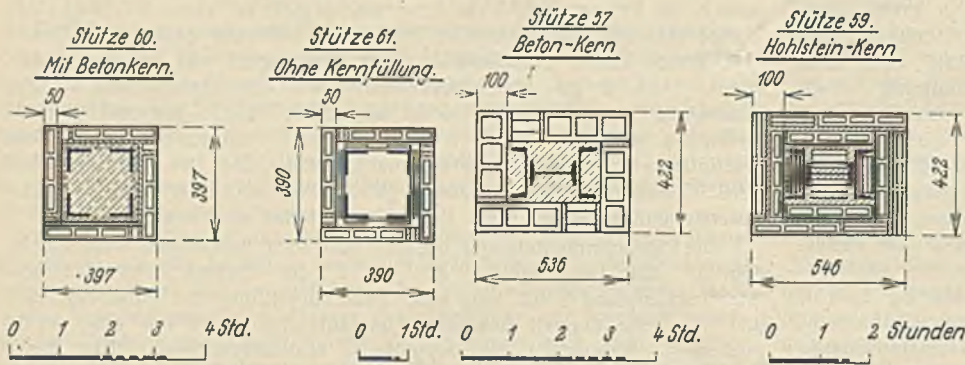 Stütze 60.
Mit Betonkern.
50
397
397
0 1 2 3 4 Std.
Stütze 61.
Ohne Kernfüllung.
50
390
390
0 1 Std.
Stütze 57
Beton-Kern
100
422
536
0 1 2 3 4 Std.
Stütze 59.
Hohlstein-Kern
100
422
546
0 1 2 Stunden